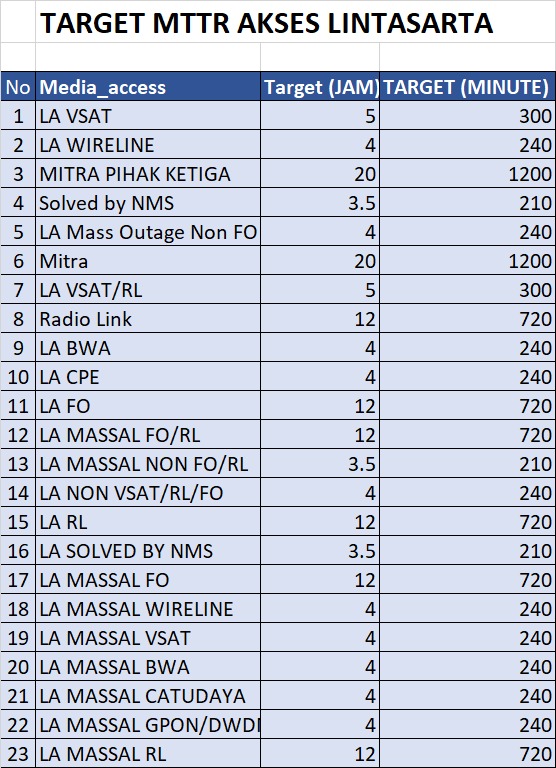 TARGET MTTR AKSES LINTASARTA
No Media_access Target (JAM) TARGET (MINUTE)
1 LA VSAT 5 300
2 LA WIRELINE 4 240
3 MITRA PIHAK KETIGA 20 1200
4 Solved by NMS 3.5 210
5 LA Mass Outage Non FO 4 240
6 Mitra 20 1200
7 LA VSAT/RL 5 300
8 Radio Link 12 720
9 LA BWA 4 240
10 LA CPE 4 240
11 LA FO 12 720
12 LA MASSAL FO/RL 12 720
13 LA MASSAL NON FO/RL 3.5 210
14 LA NON VSAT/RL/FO 4 240
15 LA RL 12 720
16 LA SOLVED BY NMS 3.5 210
17 LA MASSAL FO 12 720
18 LA MASSAL WIRELINE 4 240
19 LA MASSAL VSAT 4 240
20 LA MASSAL BWA 4 240
21 LA MASSAL CATUDAYA 4 240
22 LA MASSAL 4 240
23 LA MASSAL RL 12 720